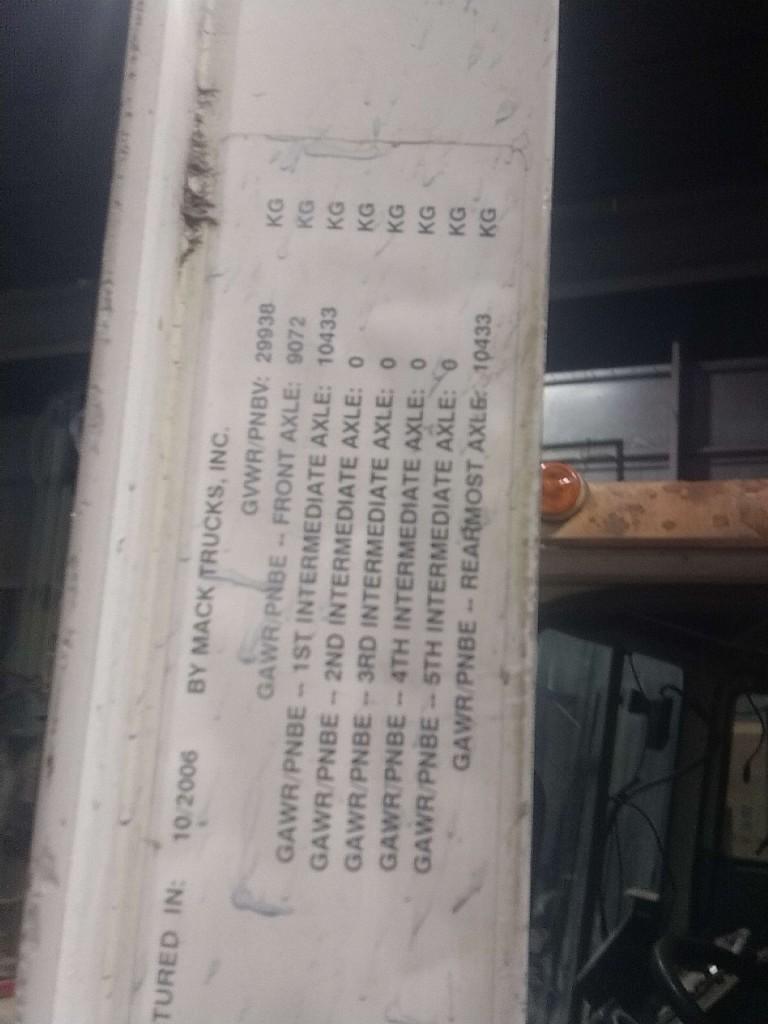 TURED IN: 10/2006 BY MACK TRUCKS, INC.
GVWR/PNBV: 29938 KG
GAWR/PNBE -- FRONT AXLE: 9072 KG
GAWR/PNBE -- 1ST INTERMEDIATE AXLE: 10433 KG
GAWR/PNBE -- 2ND INTERMEDIATE AXLE: 0 KG
GAWR/PNBE -- 3RD INTERMEDIATE AXLE: 0 KG
GAWR/PNBE -- 4TH INTERMEDIATE AXLE: 0 KG
GAWR/PNBE -- 5TH INTERMEDIATE AXLE: 0 KG
GAWR/PNBE -- REARMOST AXLE: 10433 KG